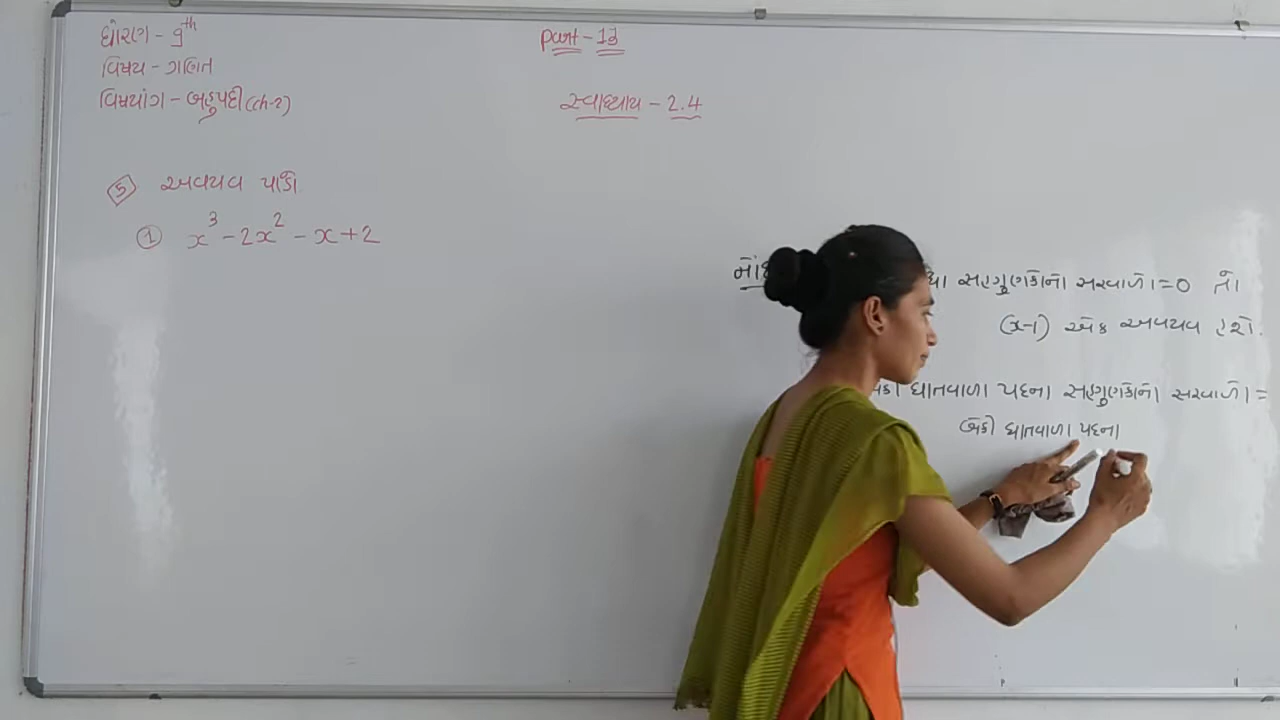 ધોરણ - 9th
વિષય - ગણિત
વિષયાંગ - બહુપદી (ch-2)
Part - 13
સ્વાધ્યાય - 2.4
5 અવયવ પાડો
① x³ - 2x² - x + 2
સહગુણકોનો સરવાળો = 0 તો
(x-1) એક અવયવ હશે.
ઘાતવાળા પદના સહગુણકોનો સરવાળો =
બેકી ઘાતવાળા પદના